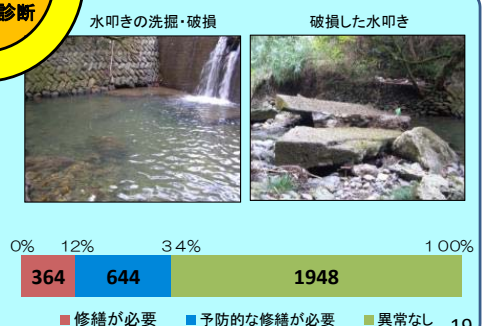 診断
水叩きの洗掘・破損
破損した水叩き
0% 12% 34% 100%
364 644 1948
修繕が必要 予防的な修繕が必要 異常なし
19